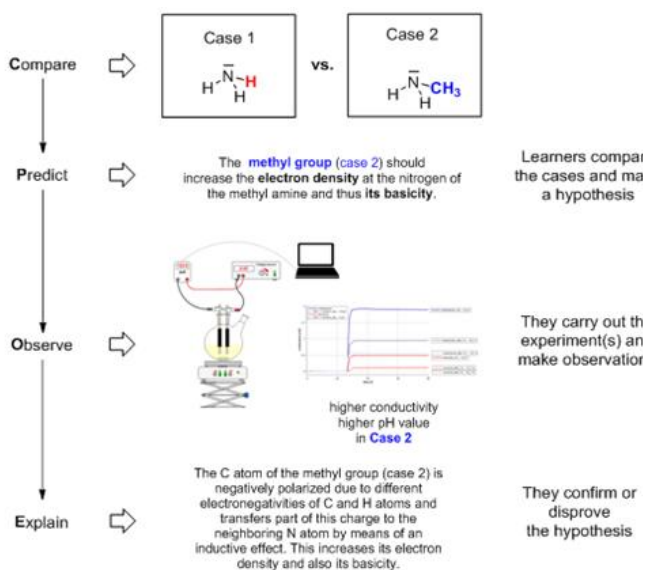 Case 1
Case 2
Compare
vs.
N
H
H
H
N
H
H
CH3
Predict
The methyl group (case 2) should
increase the electron density at the nitrogen of
the methyl amine and thus its basicity.
Learners compar
the cases and ma
a hypothesis
Observe
They carry out th
experiment(s) an
make observation
higher conductivity
higher pH value
in Case 2
Explain
The C atom of the methyl group (case 2) is
negatively polarized due to different
electronegativities of C and H atoms and
transfers part of this charge to the
neighboring N atom by means of an
inductive effect. This increases its electron
density and also its basicity.
They confirm or
disprove
the hypothesis